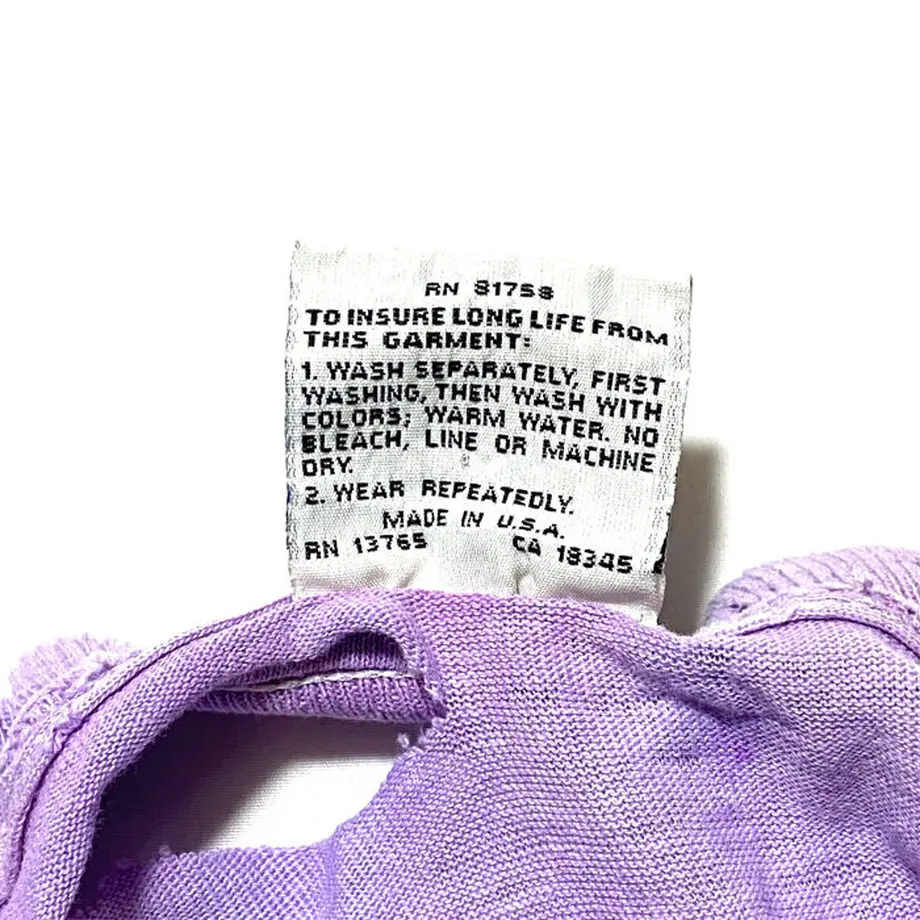 RN 81758
TO INSURE LONG LIFE FROM
THIS GARMENT:
1. WASH SEPARATELY, FIRST
WASHING, THEN WASH WITH
COLORS; WARM WATER. NO
BLEACH, LINE OR MACHINE
DRY.
2. WEAR REPEATEDLY.
MADE IN U.S.A.
RN 13765 CA 18345